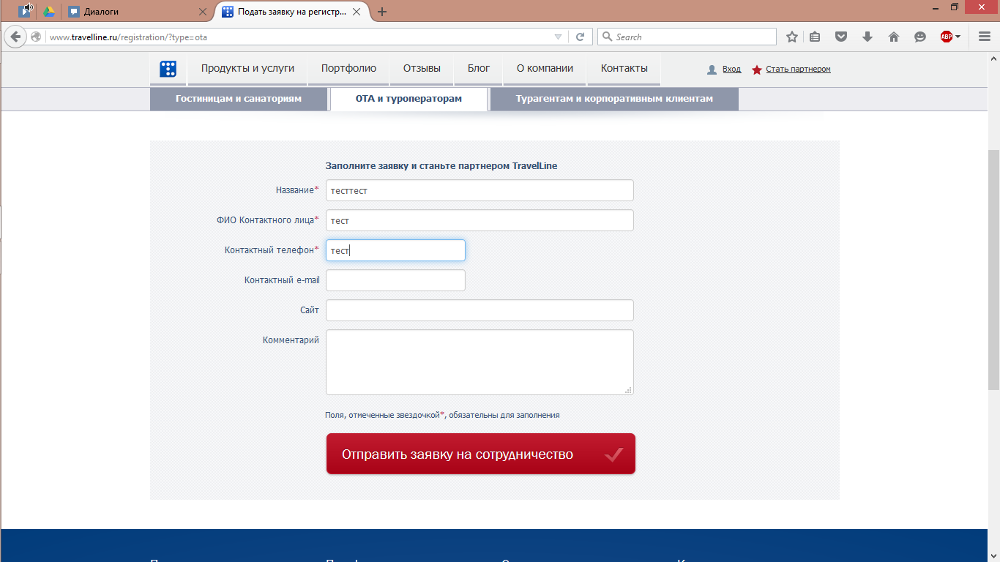 Диалоги
Подать заявку на регистр...
www.travelline.ru/registration/?type=ota
Search
ABP
Продукты и услуги
Портфолио
Отзывы
Блог
О компании
Контакты
Вход
Стать партнером
Гостиницам и санаториям
ОТА и туроператорам
Турагентам и корпоративным клиентам
Заполните заявку и станьте партнером TravelLine
Название* тесттест
ФИО Контактного лица* тест
Контактный телефон* тест
Контактный e-mail
Сайт
Комментарий
Поля, отмеченные звездочкой*, обязательны для заполнения
Отправить заявку на сотрудничество